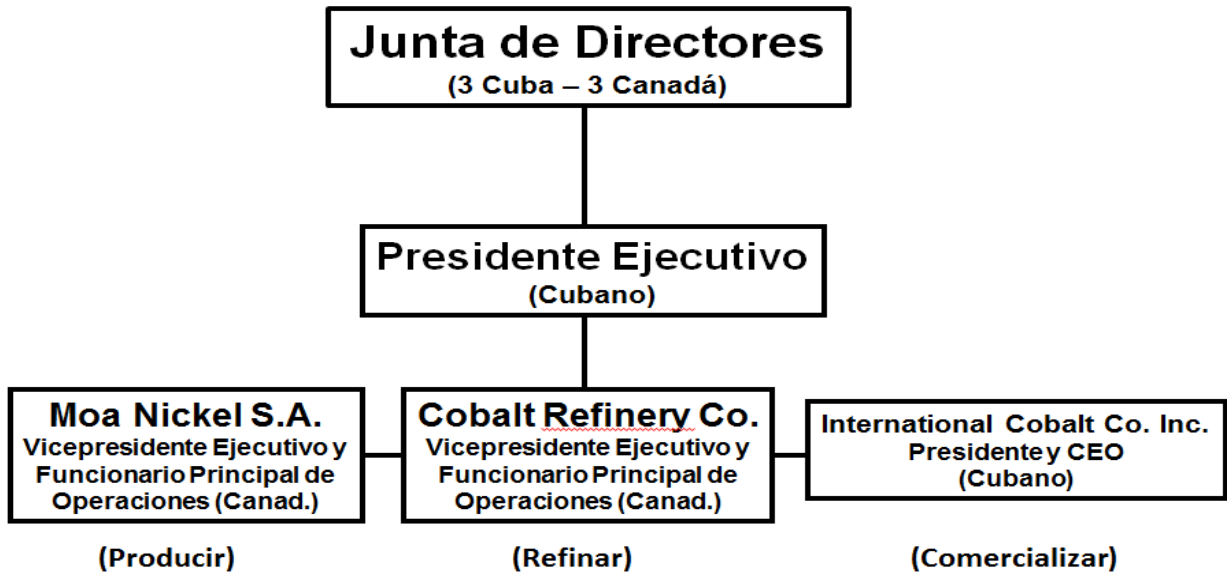 Junta de Directores
(3 Cuba – 3 Canadá)
Presidente Ejecutivo
(Cubano)
Moa Nickel S.A.
Vicepresidente Ejecutivo y
Funcionario Principal de
Operaciones (Canad.)
Cobalt Refinery Co.
Vicepresidente Ejecutivo y
Funcionario Principal de
Operaciones (Canad.)
International Cobalt Co. Inc.
Presidente y CEO
(Cubano)
(Producir)
(Refinar)
(Comercializar)